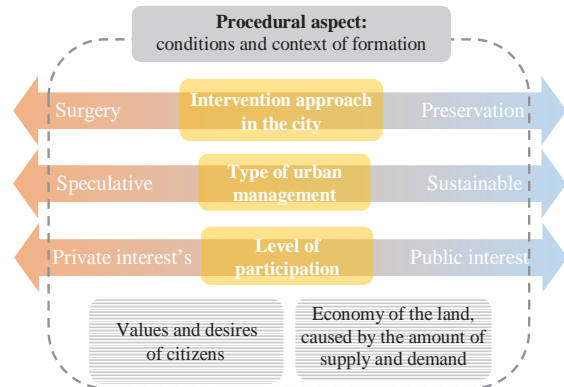 Procedural aspect:
conditions and context of formation
Surgery
Intervention approach
in the city
Preservation
Speculative
Type of urban
management
Sustainable
Private interest's
Level of
participation
Public interest
Values and desires
of citizens
Economy of the land,
caused by the amount of
supply and demand